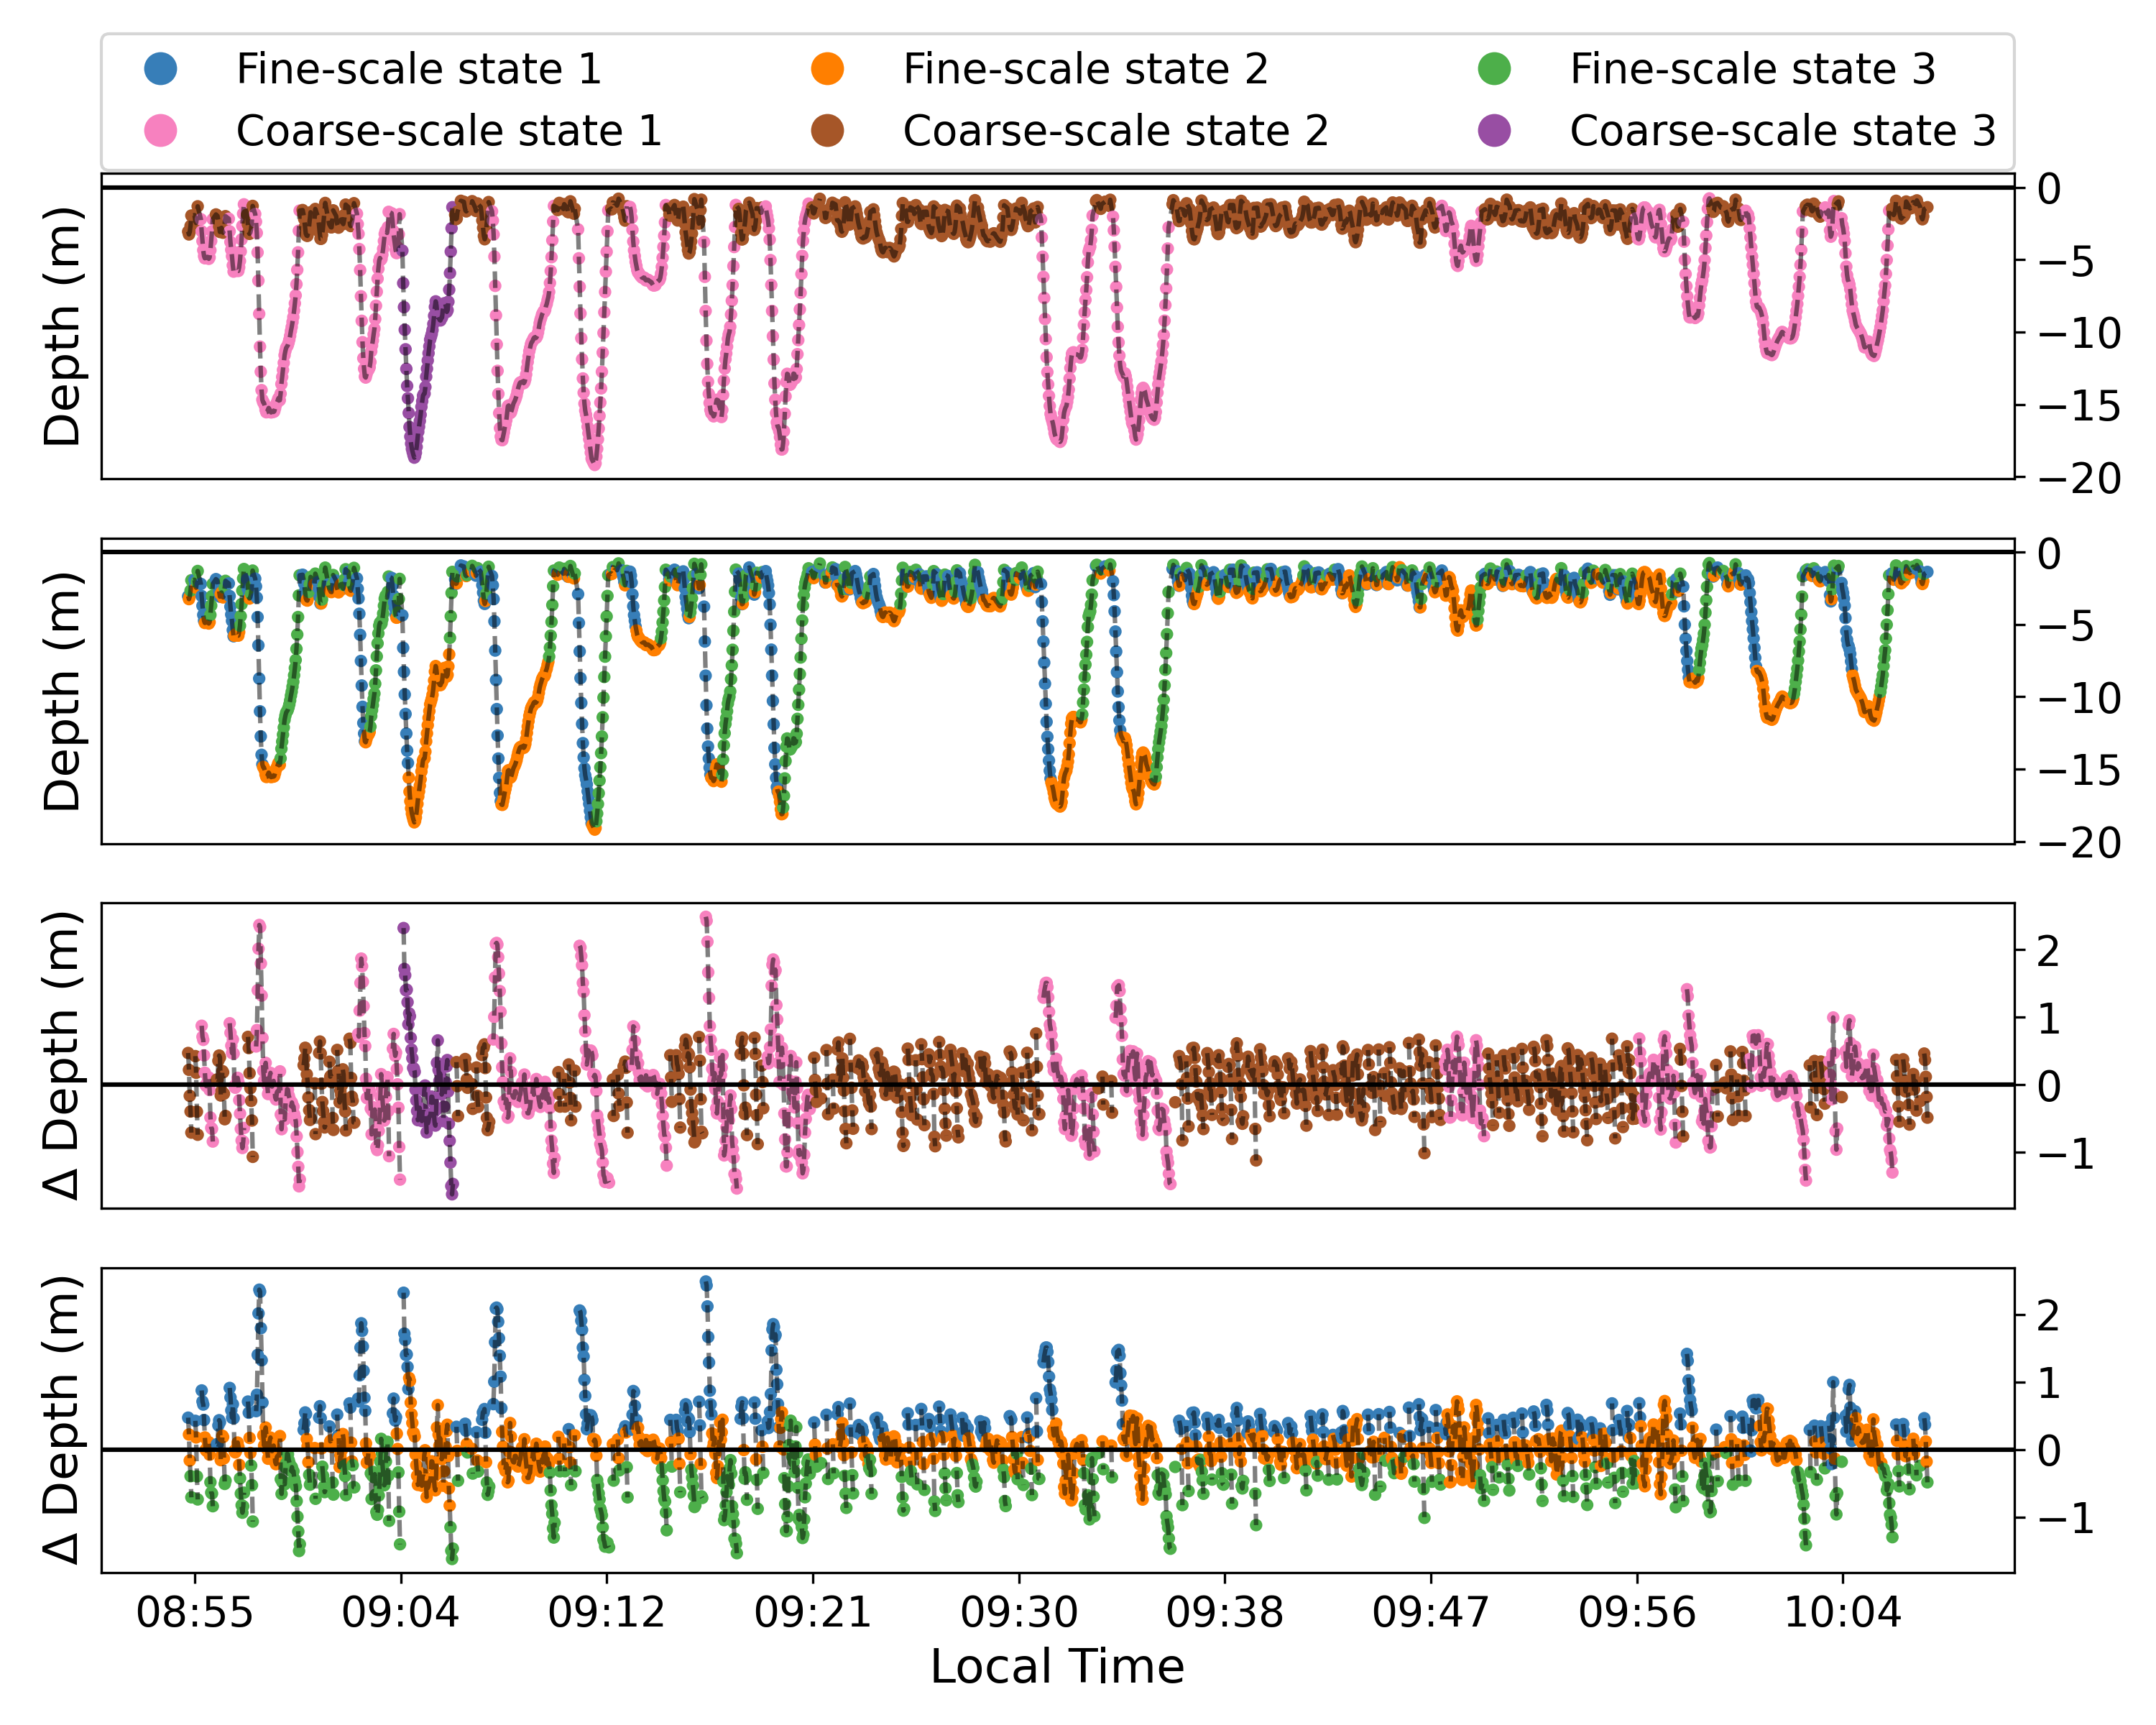 Fine-scale state 1 Fine-scale state 2 Fine-scale state 3
Coarse-scale state 1 Coarse-scale state 2 Coarse-scale state 3
Depth (m)
0
−5
−10
−15
−20
Depth (m)
0
−5
−10
−15
−20
Δ Depth (m)
2
1
0
−1
Δ Depth (m)
2
1
0
−1
08:55 09:04 09:12 09:21 09:30 09:38 09:47 09:56 10:04
Local Time